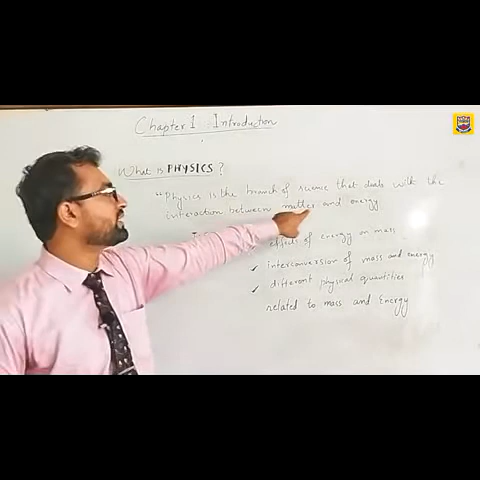 Chapter 1 Introduction
What is PHYSICS ?
"Physics is the branch of science that deals with the
interaction between matter and energy
effects of energy on mass
✓ interconversion of mass and energy
✓ different physical quantities
related to mass and Energy